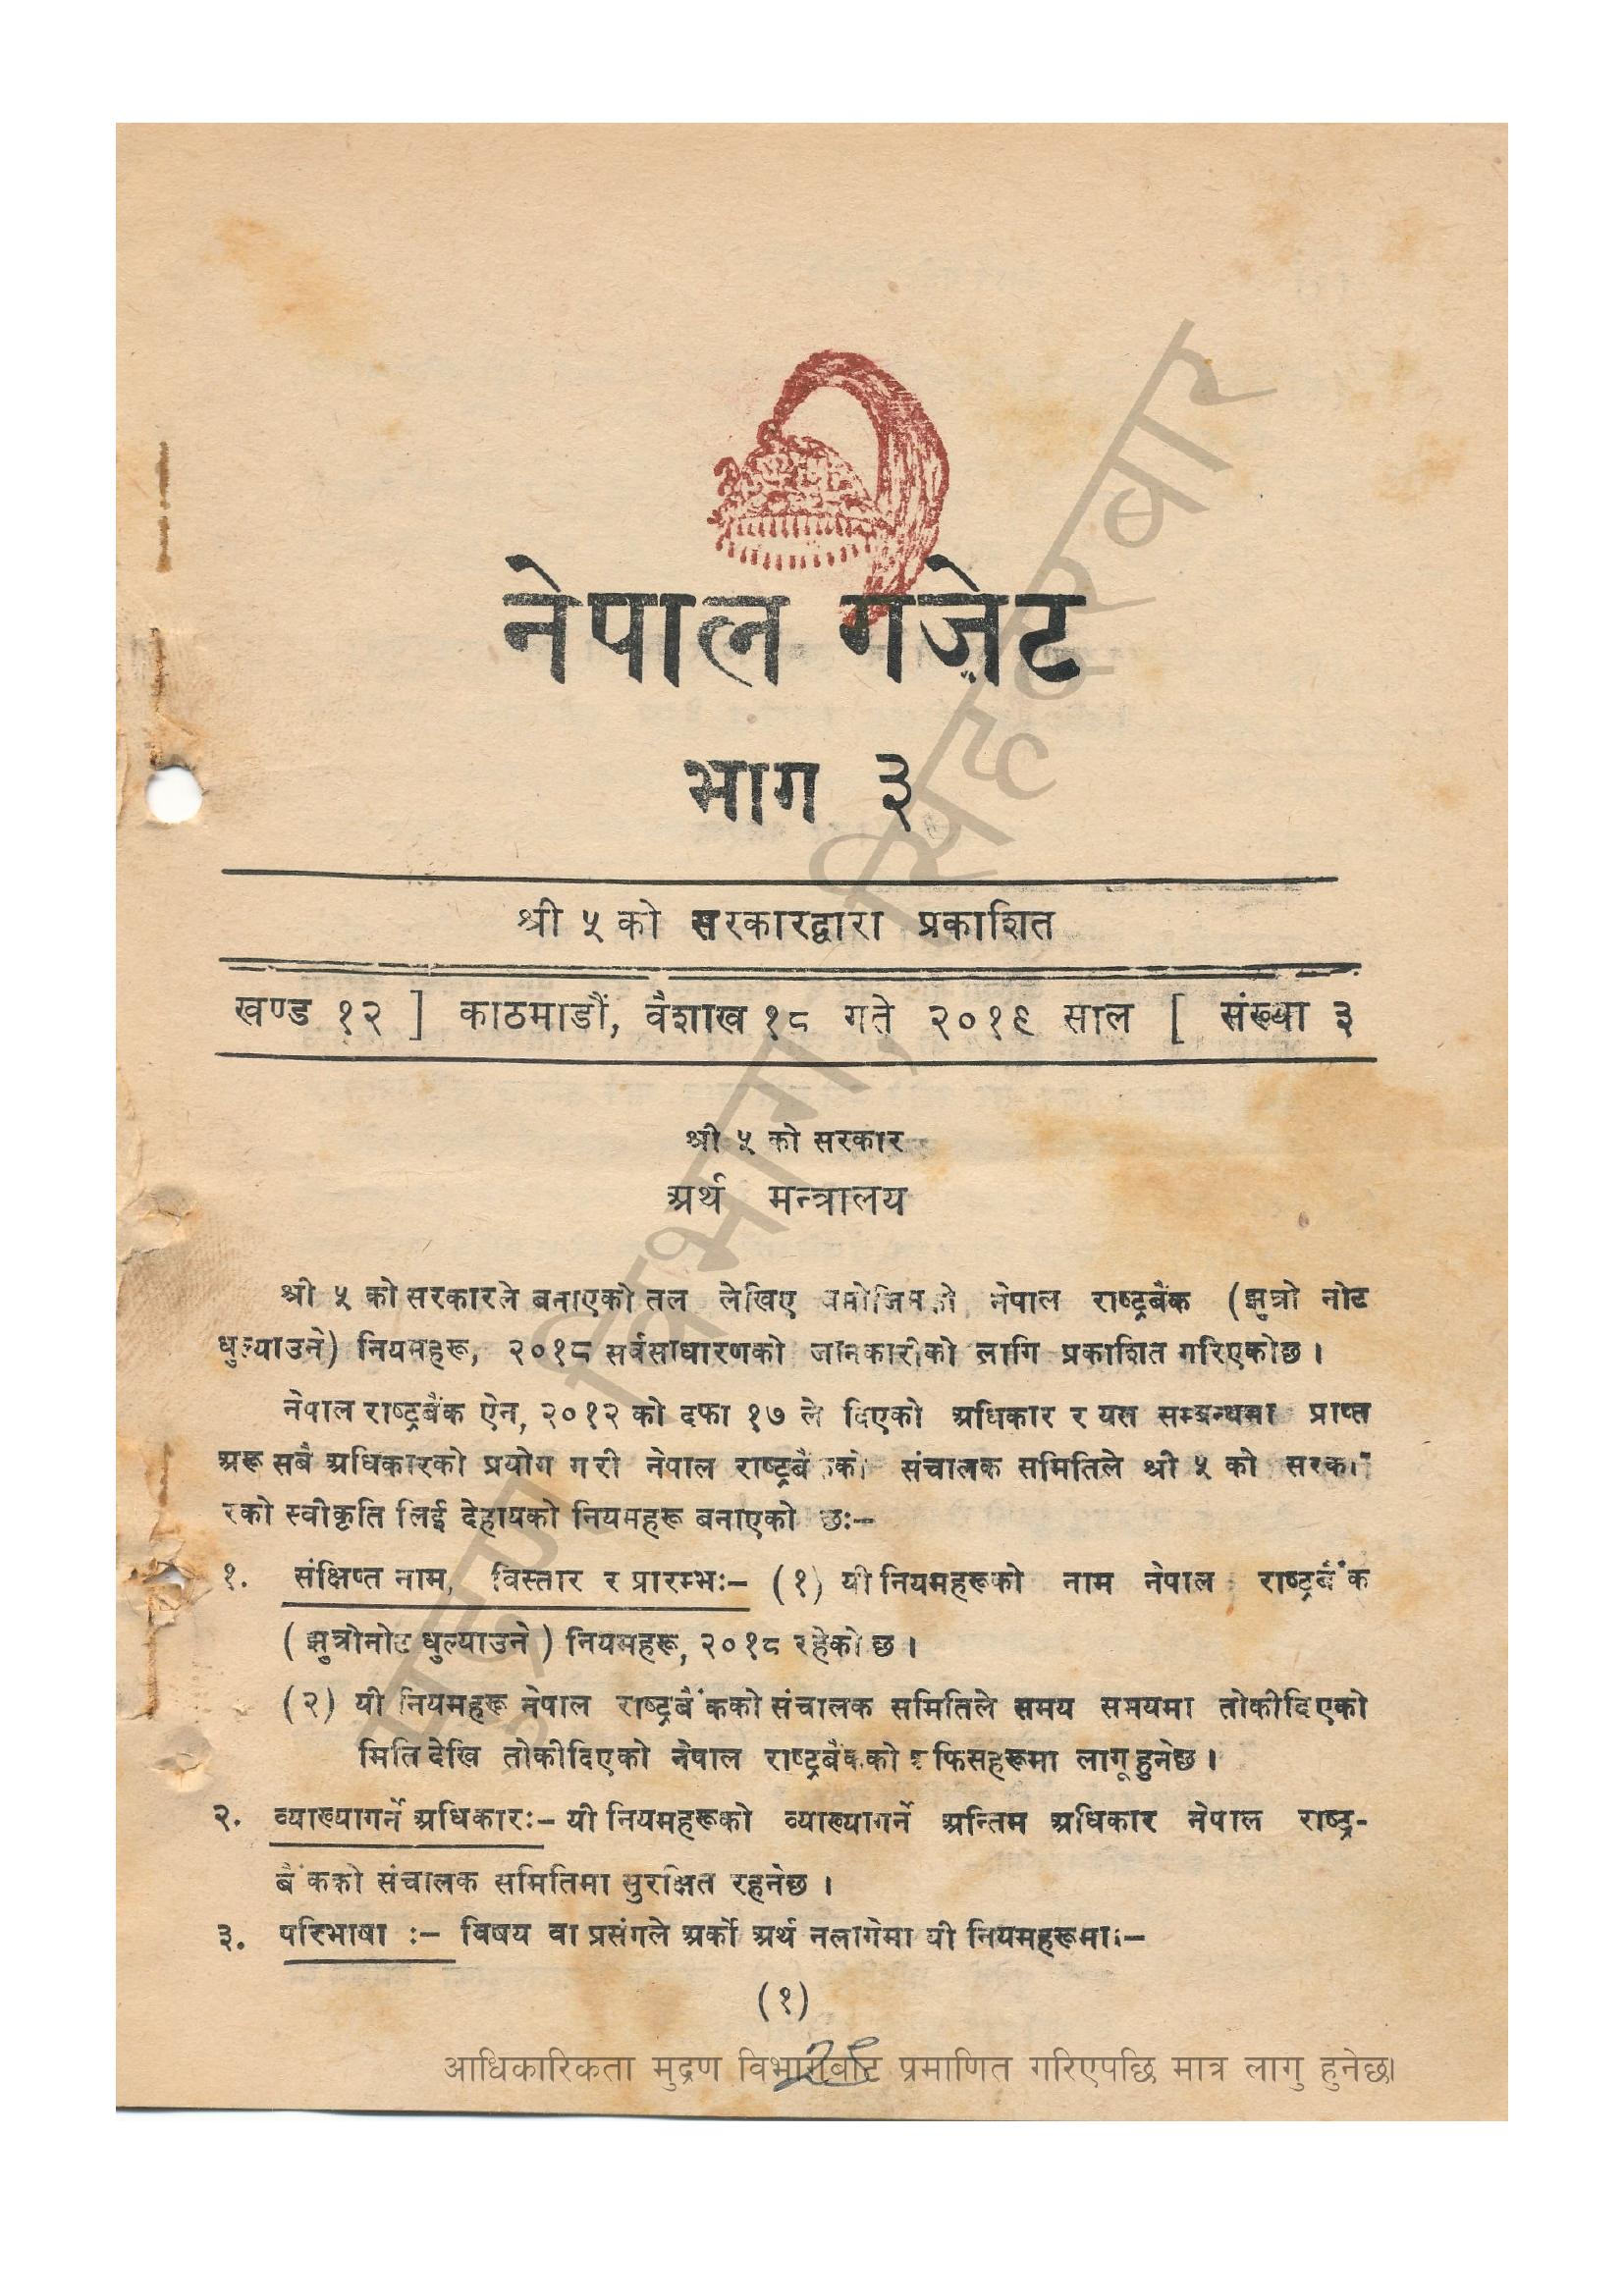 नेपाल गजेट
भाग ३
श्री ५ को सरकारद्वारा प्रकाशित
खण्ड १२ ] काठमाडौं, वैशाख १८ गते २०१९ साल [ संख्या ३
श्री ५ को सरकार
अर्थ मन्त्रालय
श्री ५ को सरकारले बनाएको तल लेखिए बमोजिमको नेपाल राष्ट्रबैंक (झुत्रो नोट
धुल्याउने) नियमहरू, २०१८ सर्वसाधारणको जानकारीको लागि प्रकाशित गरिएकोछ ।
नेपाल राष्ट्रबैंक ऐन, २०१२ को दफा १७ ले दिएको अधिकार र यस सम्बन्धमा प्राप्त
अरू सबै अधिकारको प्रयोग गरी नेपाल राष्ट्रबैंकको संचालक समितिले श्री ५ को सरका
रको स्वीकृति लिई देहायको नियमहरू बनाएको छः–
१. संक्षिप्त नाम, विस्तार र प्रारम्भः– (१) यी नियमहरूको नाम नेपाल राष्ट्रबैंक
(झुत्रोनोट धुल्याउने) नियमहरू, २०१८ रहेको छ ।
(२) यी नियमहरू नेपाल राष्ट्रबैंकको संचालक समितिले समय समयमा तोकीदिएको
मिति देखि तोकीदिएको नेपाल राष्ट्रबैंकको अफिसहरूमा लागू हुनेछ ।
२. व्याख्यागर्ने अधिकारः– यी नियमहरूको व्याख्यागर्ने अन्तिम अधिकार नेपाल राष्ट्र-
बैंकको संचालक समितिमा सुरक्षित रहनेछ ।
३. परिभाषा :– विषय वा प्रसंगले अर्को अर्थ नलागेमा यी नियमहरूमाः–
(१)
२९
आधिकारिकता मुद्रण विभागबाट प्रमाणित गरिएपछि मात्र लागु हुनेछ।
मुद्रण विभाग, सिंहदरबार